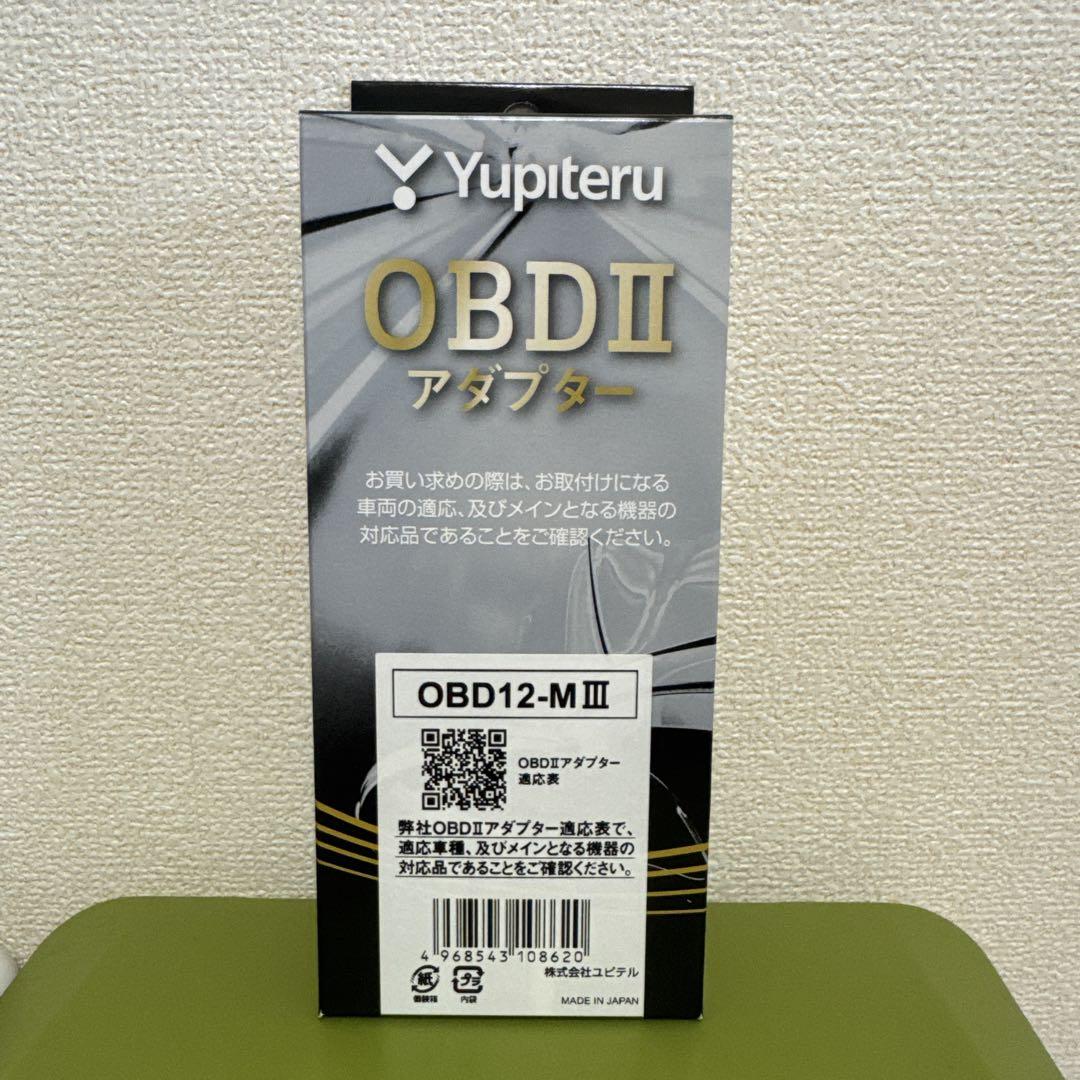 Yupiteru
OBDⅡ
アダプター
お買い求めの際は、お取付けになる
車両の適応、及びメインとなる機器の
対応品であることをご確認ください。
OBD12-MⅢ
OBDⅡアダプター
適応表
弊社OBDⅡアダプター適応表で、
適応車種、及びメインとなる機器の
対応品であることをご確認ください。
4 968543 108620
株式会社ユピテル
紙 プラ
個装箱 内袋
MADE IN JAPAN